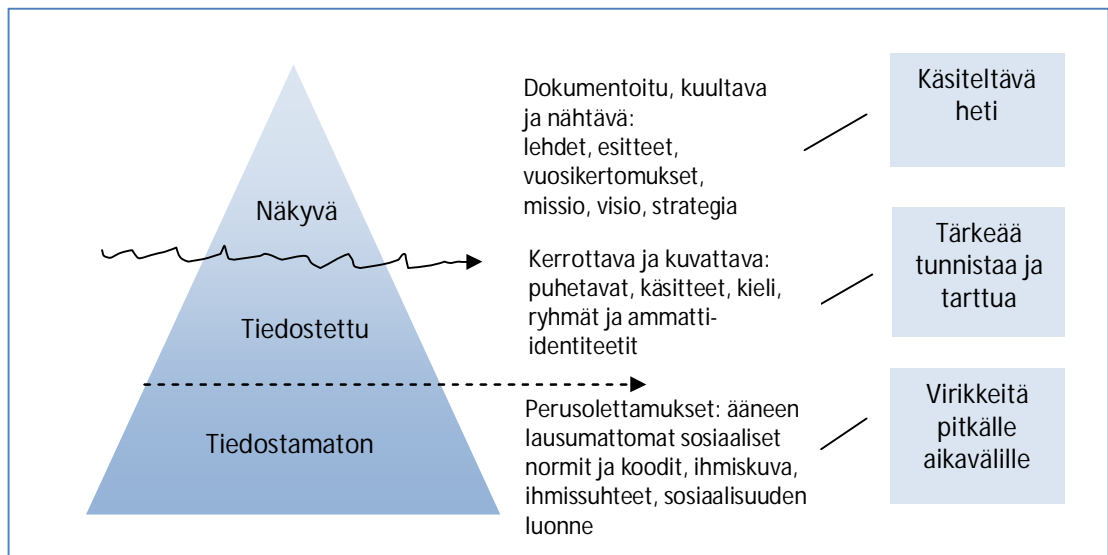 Näkyvä
Tiedostettu
Tiedostamaton
Dokumentoitu, kuultava
ja nähtävä:
lehdet, esitteet,
vuosikertomukset,
missio, visio, strategia
Käsiteltävä
heti
Kerrottava ja kuvattava:
puhetavat, käsitteet, kieli,
ryhmät ja ammatti-
identiteetit
Tärkeää
tunnistaa ja
tarttua
Perusolettamukset: ääneen
lausumattomat sosiaaliset
normit ja koodit, ihmiskuva,
ihmissuhteet, sosiaalisuuden
luonne
Virikkeitä
pitkälle
aikavälille